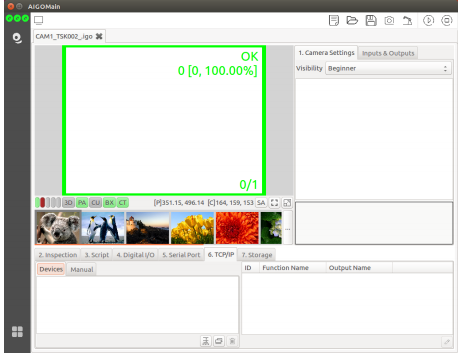 AIGOMain
CAM1_TSK002_.igo
OK
0 [0, 100.00%]
0/1
1. Camera Settings
Inputs & Outputs
Visibility
Beginner
3D PA CU BX CT
[P]351.15, 496.14 [C]164, 159, 153
SA
2. Inspection 3. Script 4. Digital I/O 5. Serial Port 6. TCP/IP 7. Storage
Devices Manual
ID Function Name Output Name